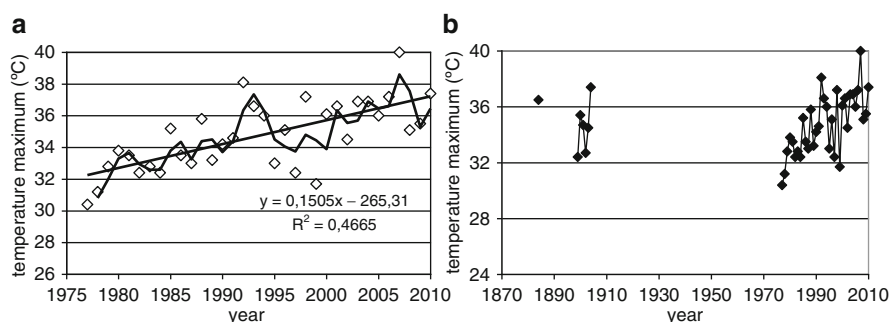 a
temperature maximum (°C)
40
38
36
34
32
30
28
26
y = 0,1505x – 265,31
R² = 0,4665
1975 1980 1985 1990 1995 2000 2005 2010
year
b
temperature maximum (°C)
40
36
32
28
24
1870 1890 1910 1930 1950 1970 1990 2010
year